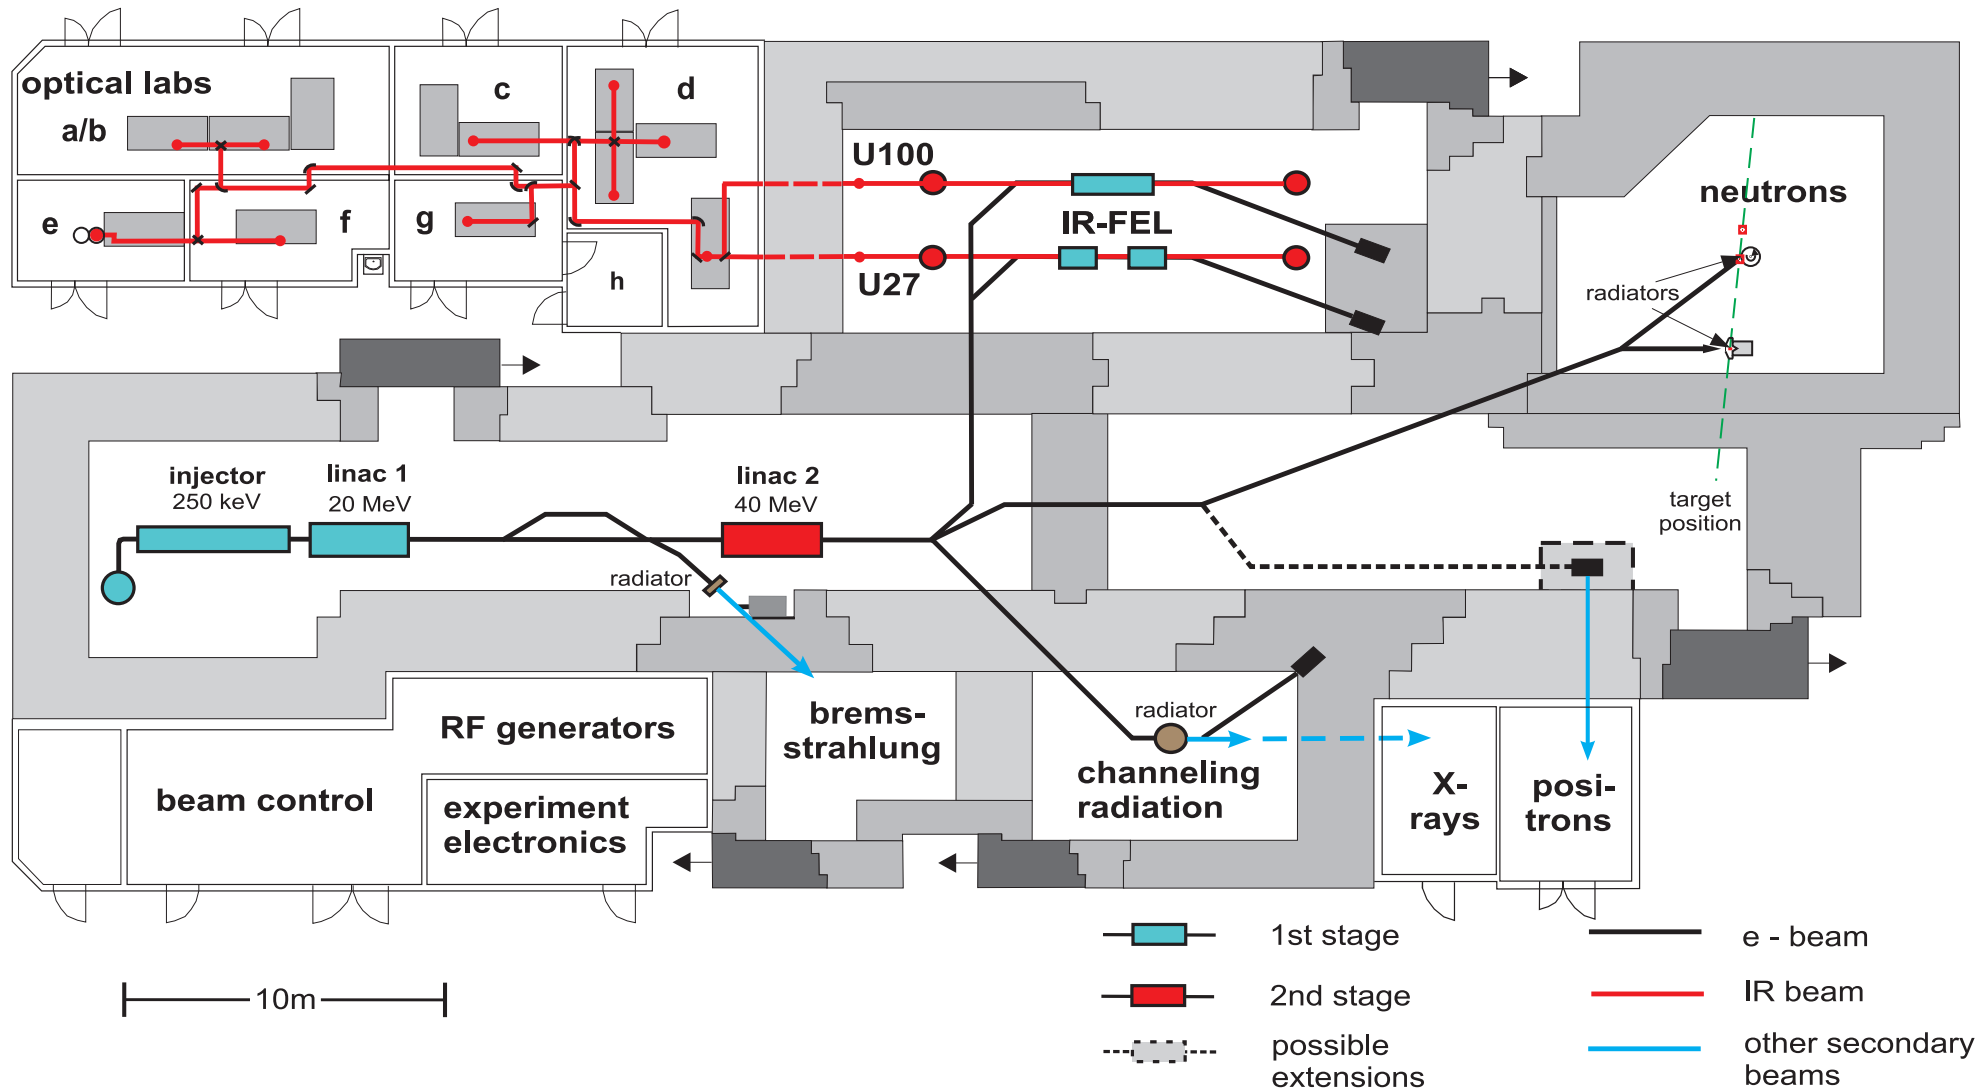 optical labs
a/b
c
d
e
f
g
h
U100
IR-FEL
U27
neutrons
radiators
target
position
injector
250 keV
linac 1
20 MeV
linac 2
40 MeV
radiator
RF generators
beam control
experiment
electronics
brems-
strahlung
radiator
channeling
radiation
X-
rays
posi-
trons
10m
1st stage
2nd stage
possible
extensions
e - beam
IR beam
other secondary
beams